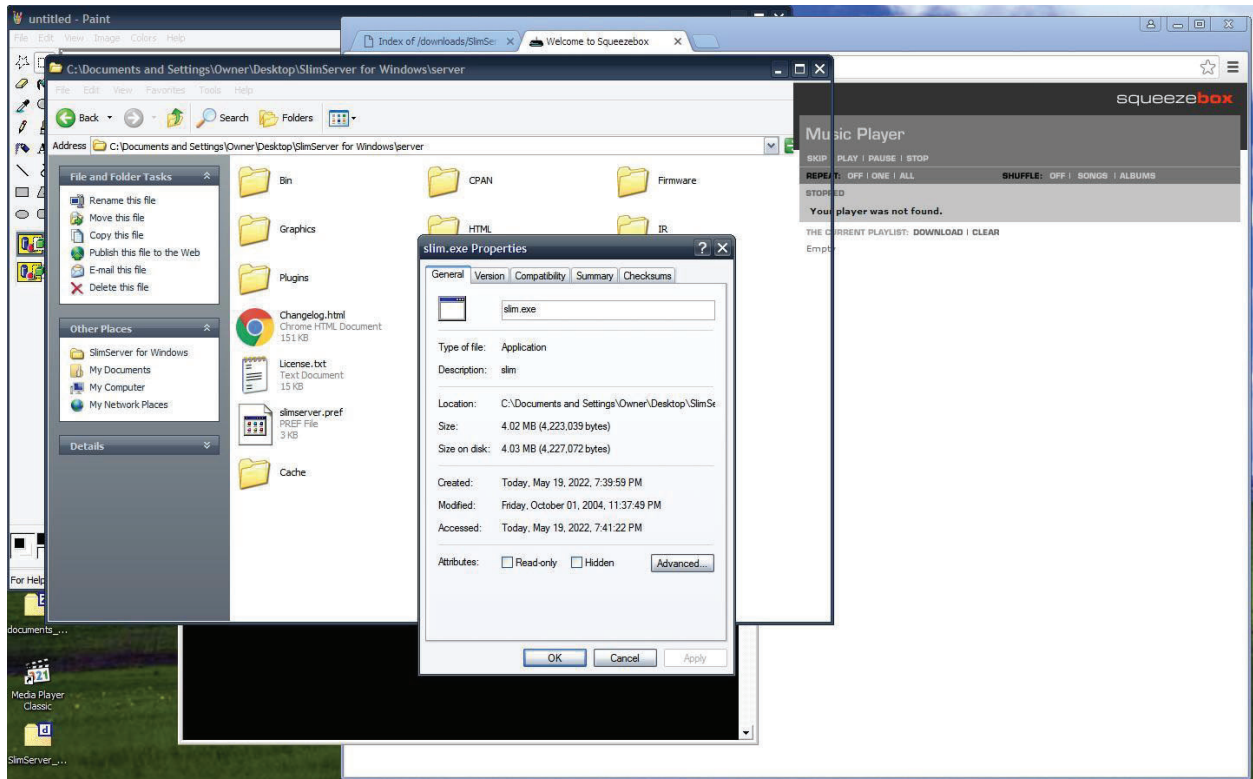 untitled - Paint
File Edit View Image Colors Help
Index of /downloads/SlimSe
Welcome to Squeezebox
C:\Documents and Settings\Owner\Desktop\SlimServer for Windows\server
File Edit View Favorites Tools Help
Back Search Folders
Address C:\Documents and Settings\Owner\Desktop\SlimServer for Windows\server
File and Folder Tasks
Rename this file
Move this file
Copy this file
Publish this file to the Web
E-mail this file
Delete this file
Other Places
SlimServer for Windows
My Documents
My Computer
My Network Places
Details
Bin
CPAN
Firmware
Graphics
HTML
IR
Plugins
Changelog.html
Chrome HTML Document
151 KB
License.txt
Text Document
15 KB
slimserver.pref
PREF File
3 KB
Cache
slim.exe Properties
General Version Compatibility Summary Checksums
slim.exe
Type of file: Application
Description: slim
Location: C:\Documents and Settings\Owner\Desktop\SlimSe
Size: 4.02 MB (4,223,039 bytes)
Size on disk: 4.03 MB (4,227,072 bytes)
Created: Today, May 19, 2022, 7:39:59 PM
Modified: Friday, October 01, 2004, 11:37:49 PM
Accessed: Today, May 19, 2022, 7:41:22 PM
Attributes: Read-only Hidden Advanced...
OK Cancel Apply
squeezebox
Music Player
SKIP PLAY | PAUSE | STOP
REPEAT: OFF | ONE | ALL SHUFFLE: OFF | SONGS | ALBUMS
STOPPED
Your player was not found.
THE CURRENT PLAYLIST: DOWNLOAD | CLEAR
Empty
For Help
documents_...
Media Player
Classic
SlimServer_...